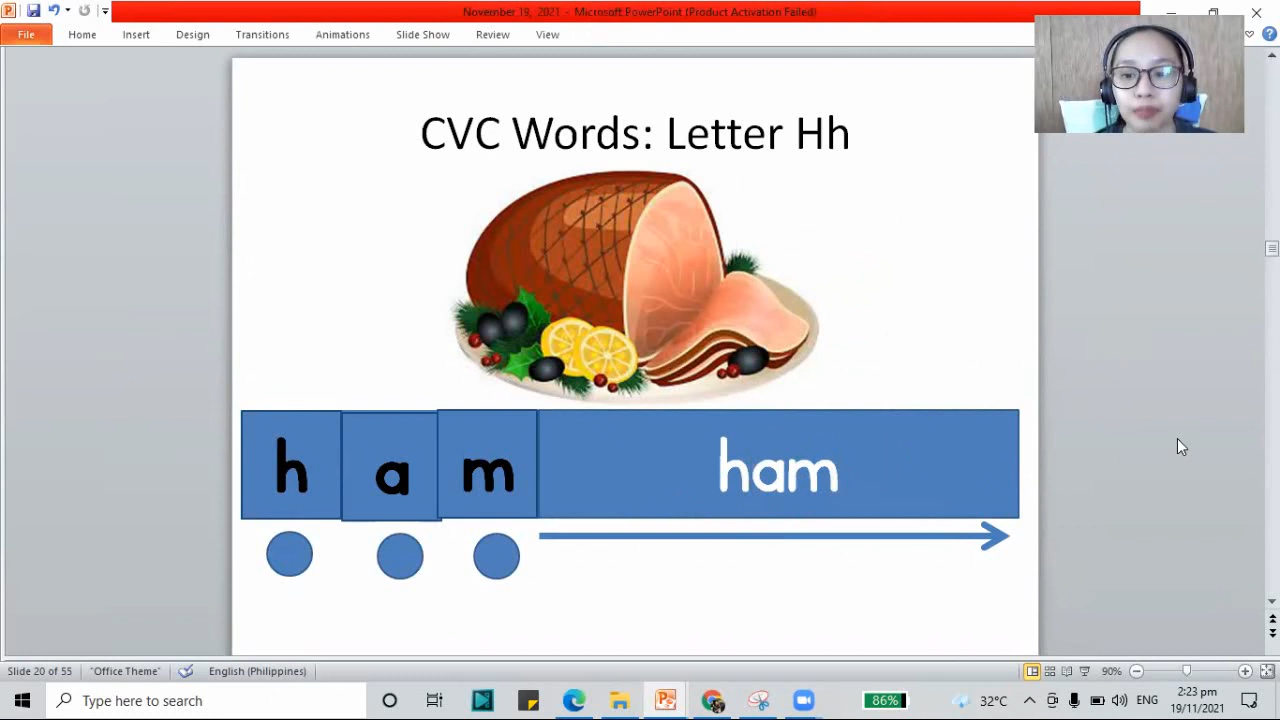 November 19, 2021 - Microsoft PowerPoint (Product Activation Failed)
File Home Insert Design Transitions Animations Slide Show Review View
CVC Words: Letter Hh
h a m ham
Slide 20 of 55 "Office Theme" English (Philippines) 90%
Type here to search 86% 32°C ENG 2:23 pm
19/11/2021